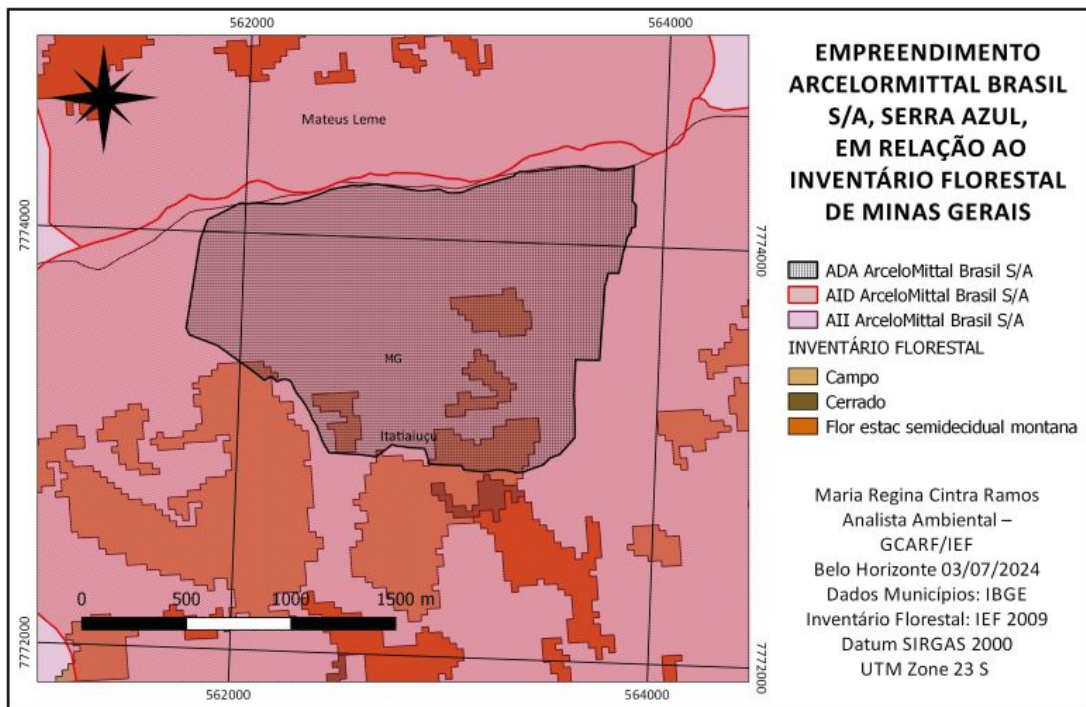 562000
564000
EMPREENDIMENTO
ARCELORMITTAL BRASIL
S/A, SERRA AZUL,
EM RELAÇÃO AO
INVENTÁRIO FLORESTAL
DE MINAS GERAIS
Mateus Leme
7774000
7774000
ADA ArceloMittal Brasil S/A
AID ArceloMittal Brasil S/A
AII ArceloMittal Brasil S/A
INVENTÁRIO FLORESTAL
MG
Campo
Cerrado
Flor estac semidecidual montana
Itatiaiuçu
Maria Regina Cintra Ramos
Analista Ambiental –
GCARF/IEF
Belo Horizonte 03/07/2024
Dados Municípios: IBGE
Inventário Florestal: IEF 2009
Datum SIRGAS 2000
UTM Zone 23 S
0 500 1000 1500 m
7772000
7772000
562000
564000